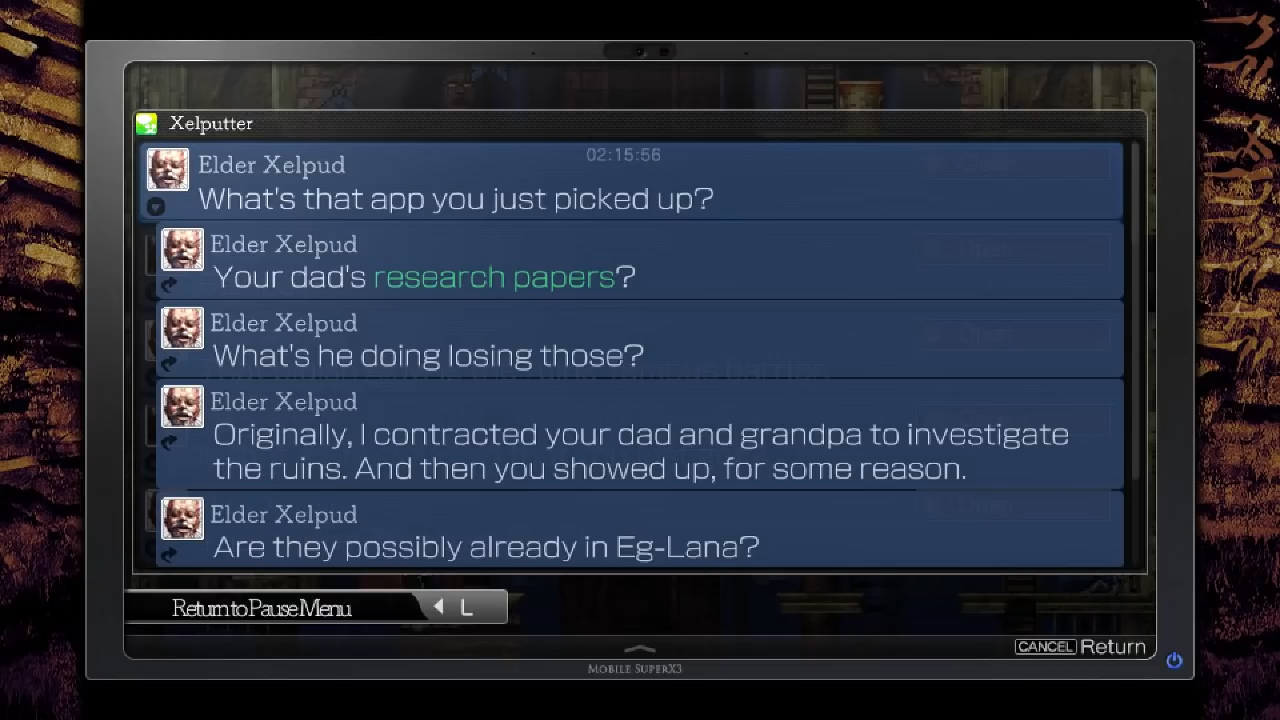 Xelputter
Elder Xelpud
02:15:56
What's that app you just picked up?
Elder Xelpud
Your dad's research papers?
Elder Xelpud
What's he doing losing those?
Elder Xelpud
Originally, I contracted your dad and grandpa to investigate
the ruins. And then you showed up, for some reason.
Elder Xelpud
Are they possibly already in Eg-Lana?
Return to Pause Menu
L
CANCEL Return
MOBILE SUPERX3